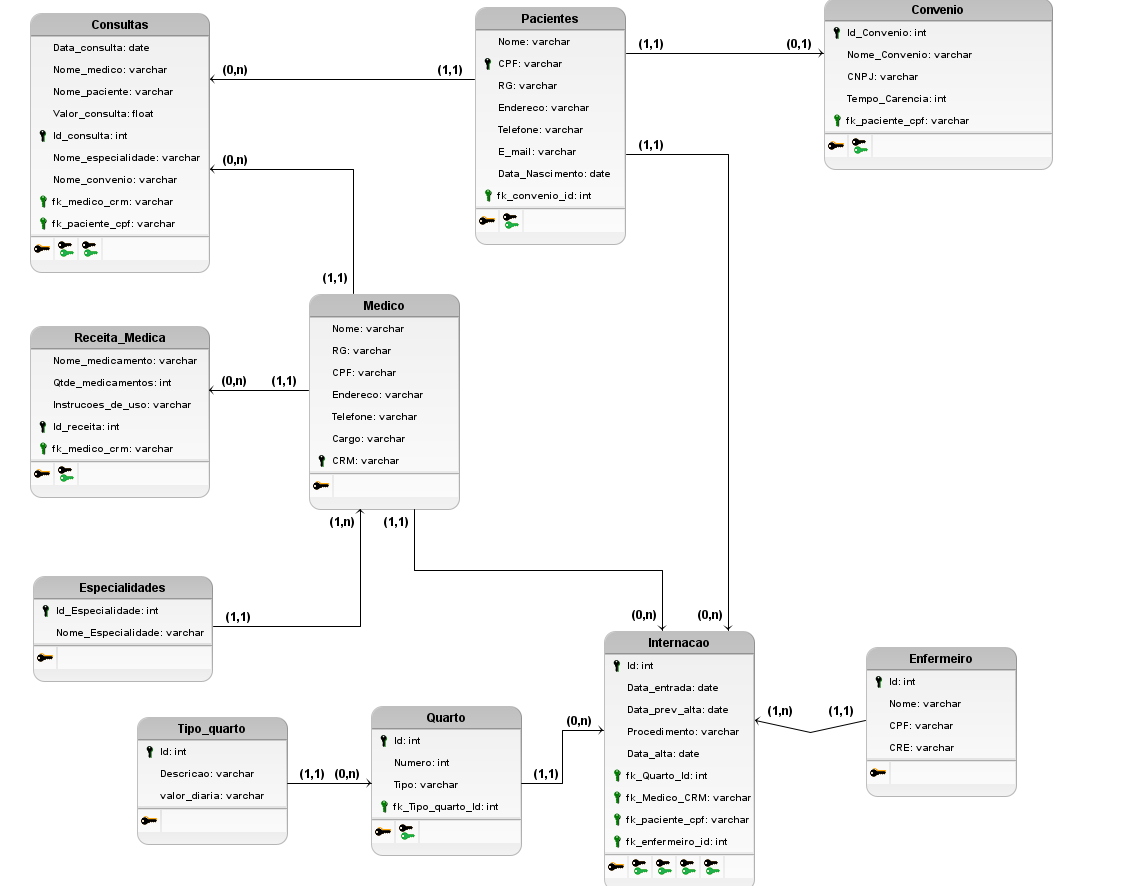 Consultas
Data_consulta: date
Nome_medico: varchar
Nome_paciente: varchar
Valor_consulta: float
Id_consulta: int
Nome_especialidade: varchar
Nome_convenio: varchar
fk_medico_crm: varchar
fk_paciente_cpf: varchar
(0,n)
(1,1)
(0,n)
(1,1)
Pacientes
Nome: varchar
CPF: varchar
RG: varchar
Endereco: varchar
Telefone: varchar
E_mail: varchar
Data_Nascimento: date
fk_convenio_id: int
(1,1)
(0,1)
(1,1)
Convenio
Id_Convenio: int
Nome_Convenio: varchar
CNPJ: varchar
Tempo_Carencia: int
fk_paciente_cpf: varchar
Receita_Medica
Nome_medicamento: varchar
Qtde_medicamentos: int
Instrucoes_de_uso: varchar
Id_receita: int
fk_medico_crm: varchar
(0,n)
(1,1)
Medico
Nome: varchar
RG: varchar
CPF: varchar
Endereco: varchar
Telefone: varchar
Cargo: varchar
CRM: varchar
(1,n)
(1,1)
Especialidades
Id_Especialidade: int
Nome_Especialidade: varchar
(1,1)
(0,n)
(0,n)
Internacao
Id: int
Data_entrada: date
Data_prev_alta: date
Procedimento: varchar
Data_alta: date
fk_Quarto_Id: int
fk_Medico_CRM: varchar
fk_paciente_cpf: varchar
fk_enfermeiro_id: int
(1,n)
(1,1)
Enfermeiro
Id: int
Nome: varchar
CPF: varchar
CRE: varchar
Tipo_quarto
Id: int
Descricao: varchar
valor_diaria: varchar
(1,1)
(0,n)
Quarto
Id: int
Numero: int
Tipo: varchar
fk_Tipo_quarto_Id: int
(1,1)
(0,n)